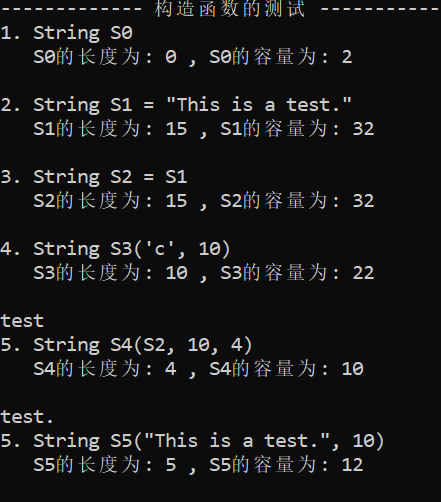 ------------- 构造函数的测试 -----------
1. String S0
   S0的长度为: 0 , S0的容量为: 2
2. String S1 = "This is a test."
   S1的长度为: 15 , S1的容量为: 32
3. String S2 = S1
   S2的长度为: 15 , S2的容量为: 32
4. String S3('c', 10)
   S3的长度为: 10 , S3的容量为: 22
test
5. String S4(S2, 10, 4)
   S4的长度为: 4 , S4的容量为: 10
test.
5. String S5("This is a test.", 10)
   S5的长度为: 5 , S5的容量为: 12